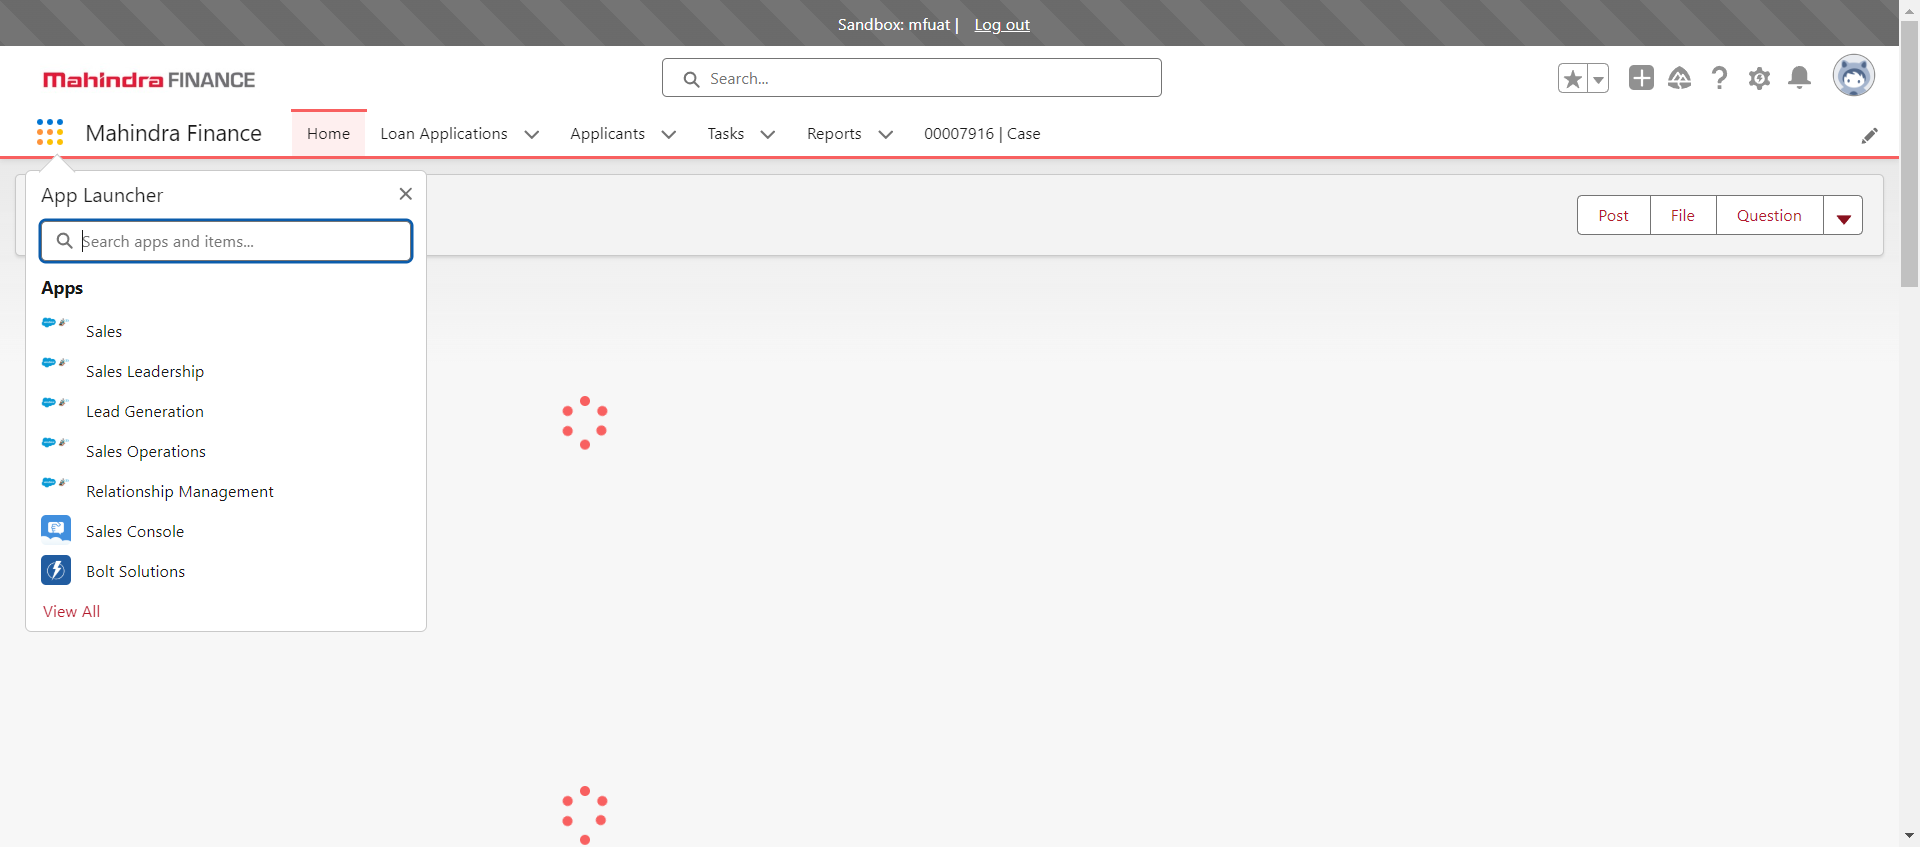 Sandbox: mfuat | Log out
Mahindra FINANCE
Search...
Mahindra Finance
Home
Loan Applications
Applicants
Tasks
Reports
00007916 | Case
App Launcher
Search apps and items...
Post
File
Question
Apps
Sales
Sales Leadership
Lead Generation
Sales Operations
Relationship Management
Sales Console
Bolt Solutions
View All